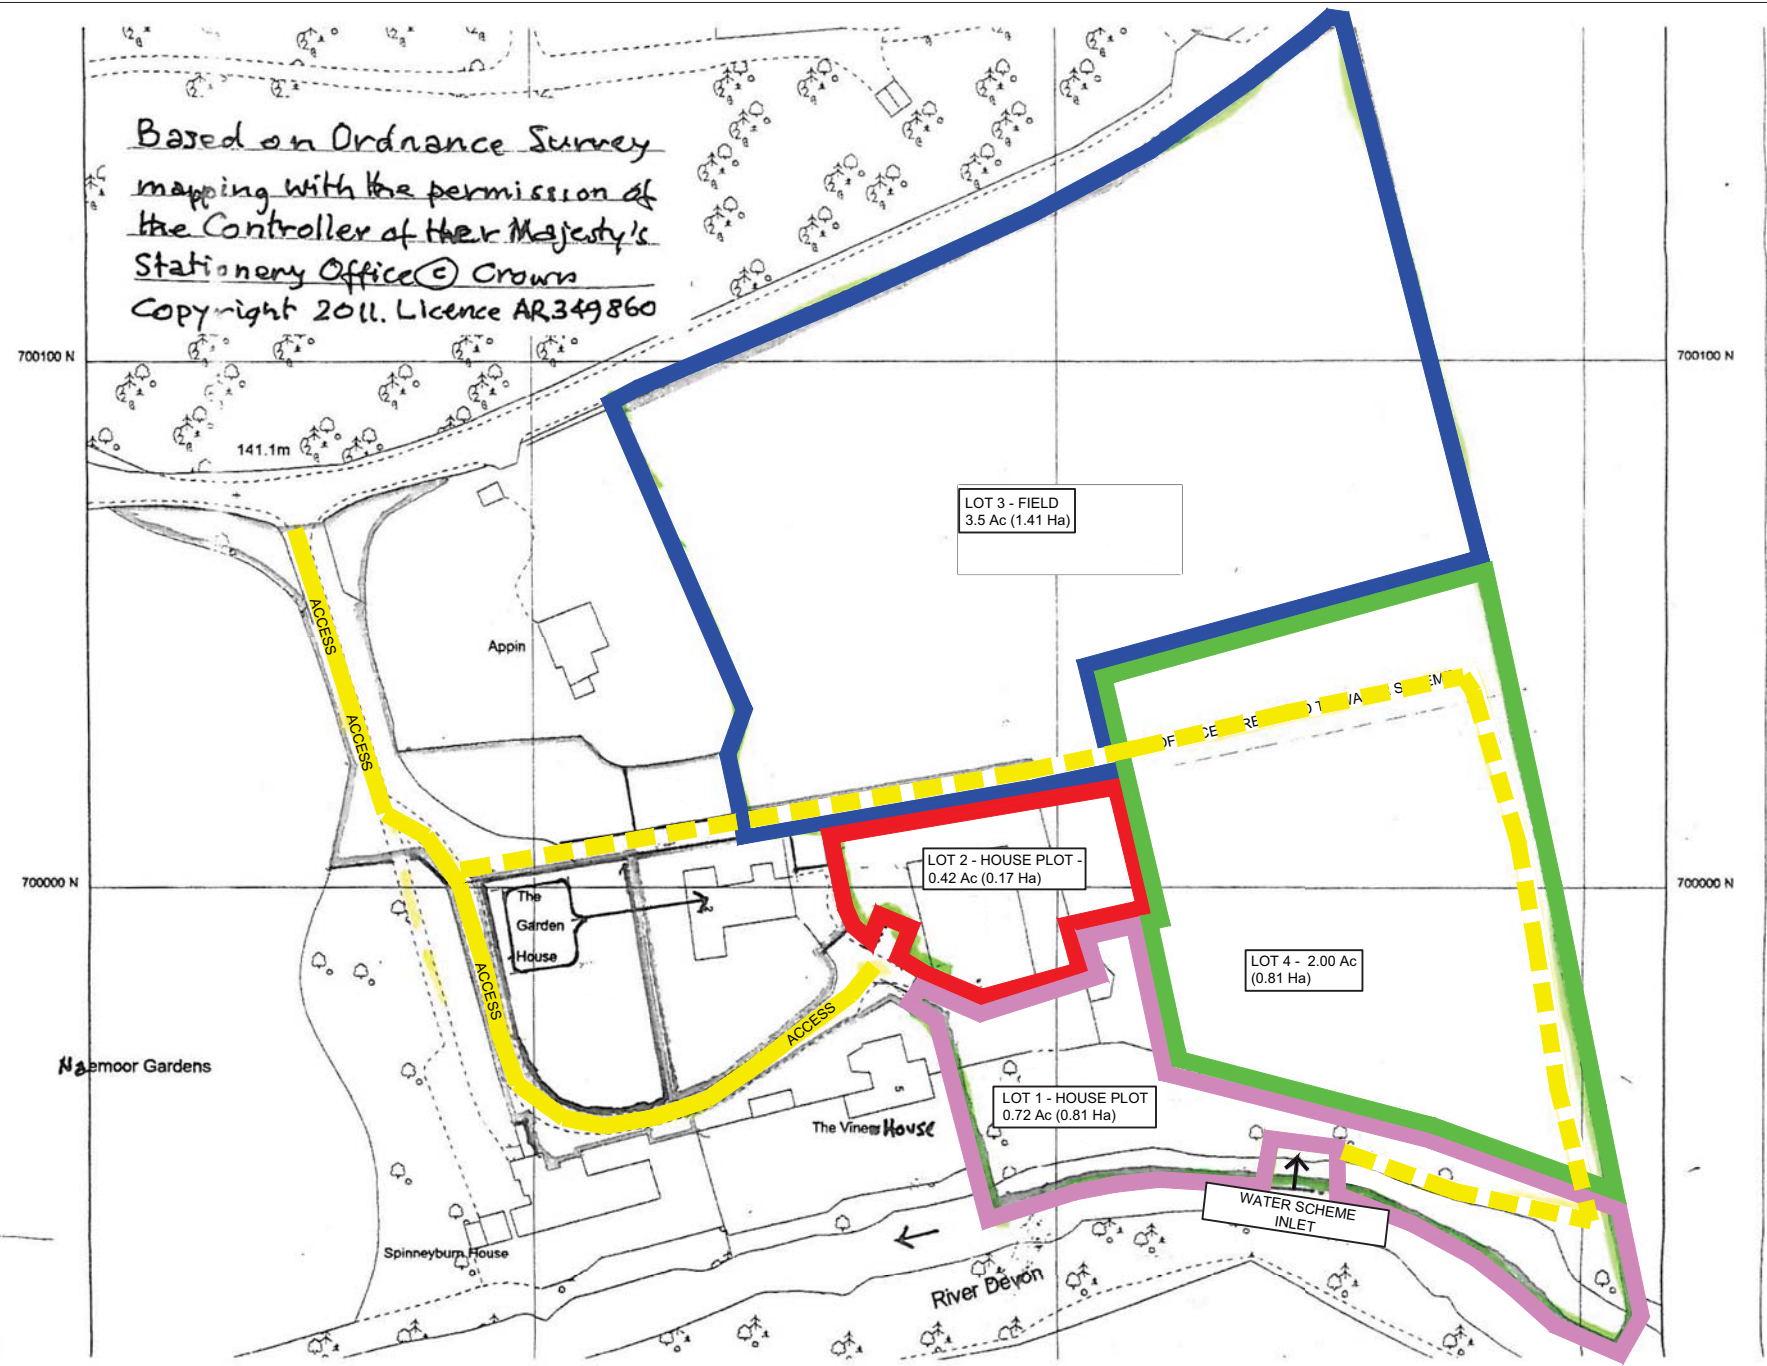 Based on Ordnance Survey
mapping with the permission of
the Controller of Her Majesty's
Stationery Office © Crown
Copyright 2011. Licence AR349860
700100 N
700100 N
141.1m
LOT 3 - FIELD
3.5 Ac (1.41 Ha)
ACCESS
Appin
ACCESS
LOT 2 - HOUSE PLOT -
0.42 Ac (0.17 Ha)
700000 N
700000 N
The
Garden
House
ACCESS
LOT 4 - 2.00 Ac
(0.81 Ha)
ACCESS
Naemoor Gardens
5
LOT 1 - HOUSE PLOT
0.72 Ac (0.81 Ha)
The Vines House
WATER SCHEME
INLET
Spinneyburn House
River Devon